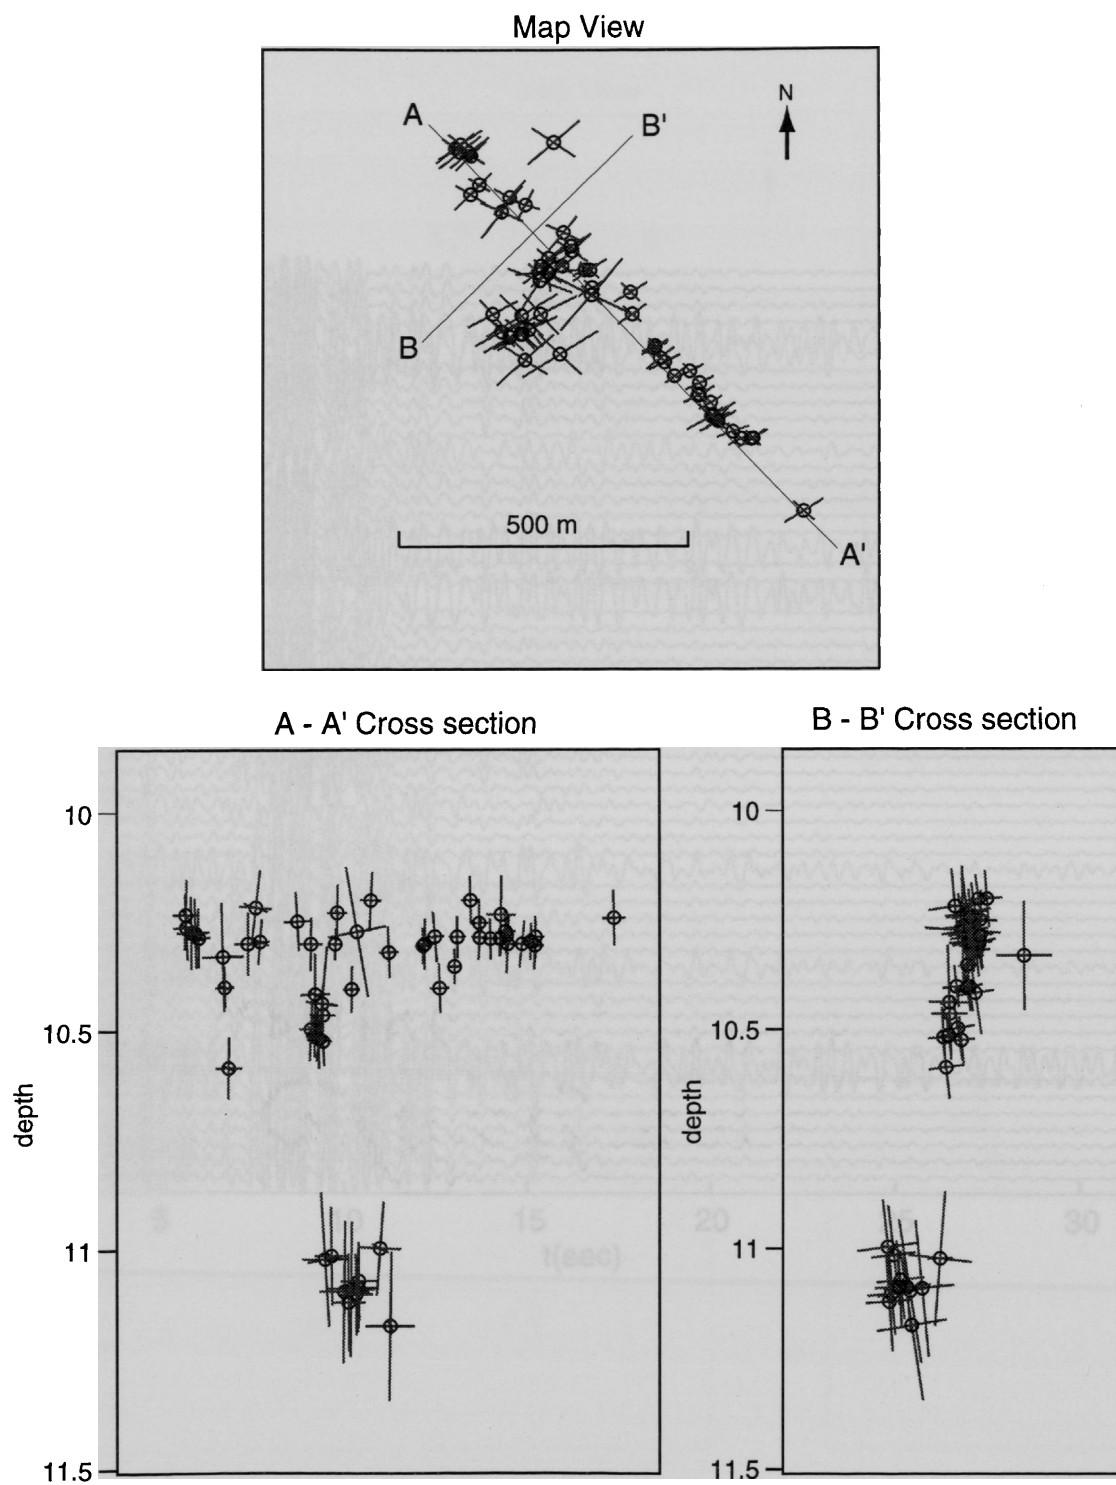 Map View
N
A
B'
B
500 m
A'
A - A' Cross section
B - B' Cross section
10
10
10.5
10.5
depth
depth
5
10
15
20
25
30
t(sec)
11
11
11.5
11.5